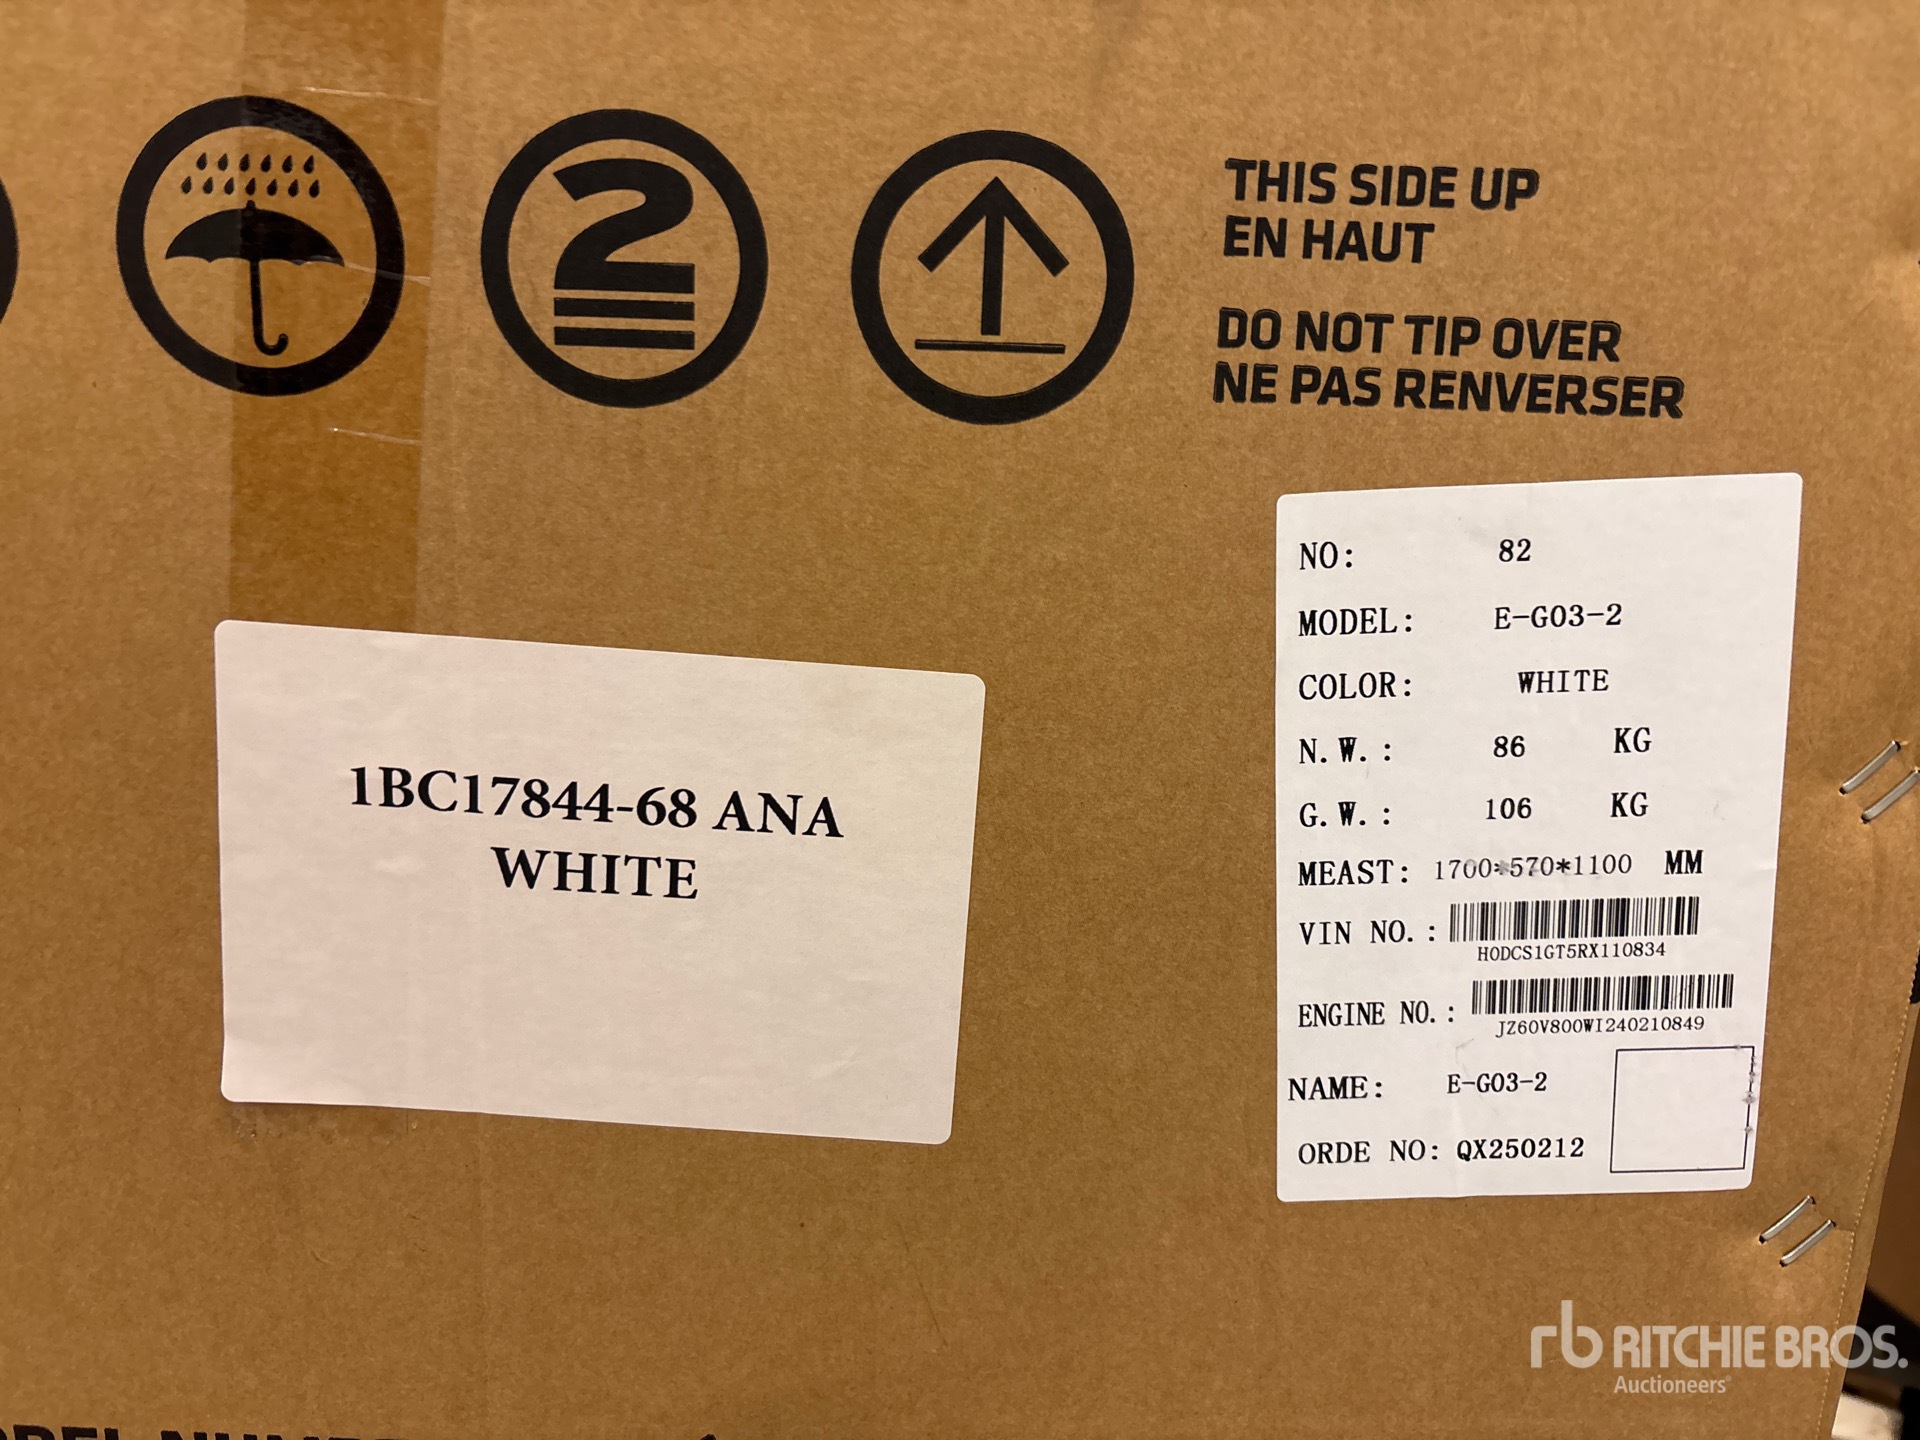 2
THIS SIDE UP
EN HAUT
DO NOT TIP OVER
NE PAS RENVERSER
1BC17844-68 ANA
WHITE
NO: 82
MODEL: E-G03-2
COLOR: WHITE
N.W.: 86 KG
G.W.: 106 KG
MEAST: 1700*570*1100 MM
VIN NO.:
H0DCS1GT5RX110834
ENGINE NO.:
JZ60V800WI240210849
NAME: E-G03-2
ORDE NO: QX250212
rb RITCHIE BROS.
Auctioneers